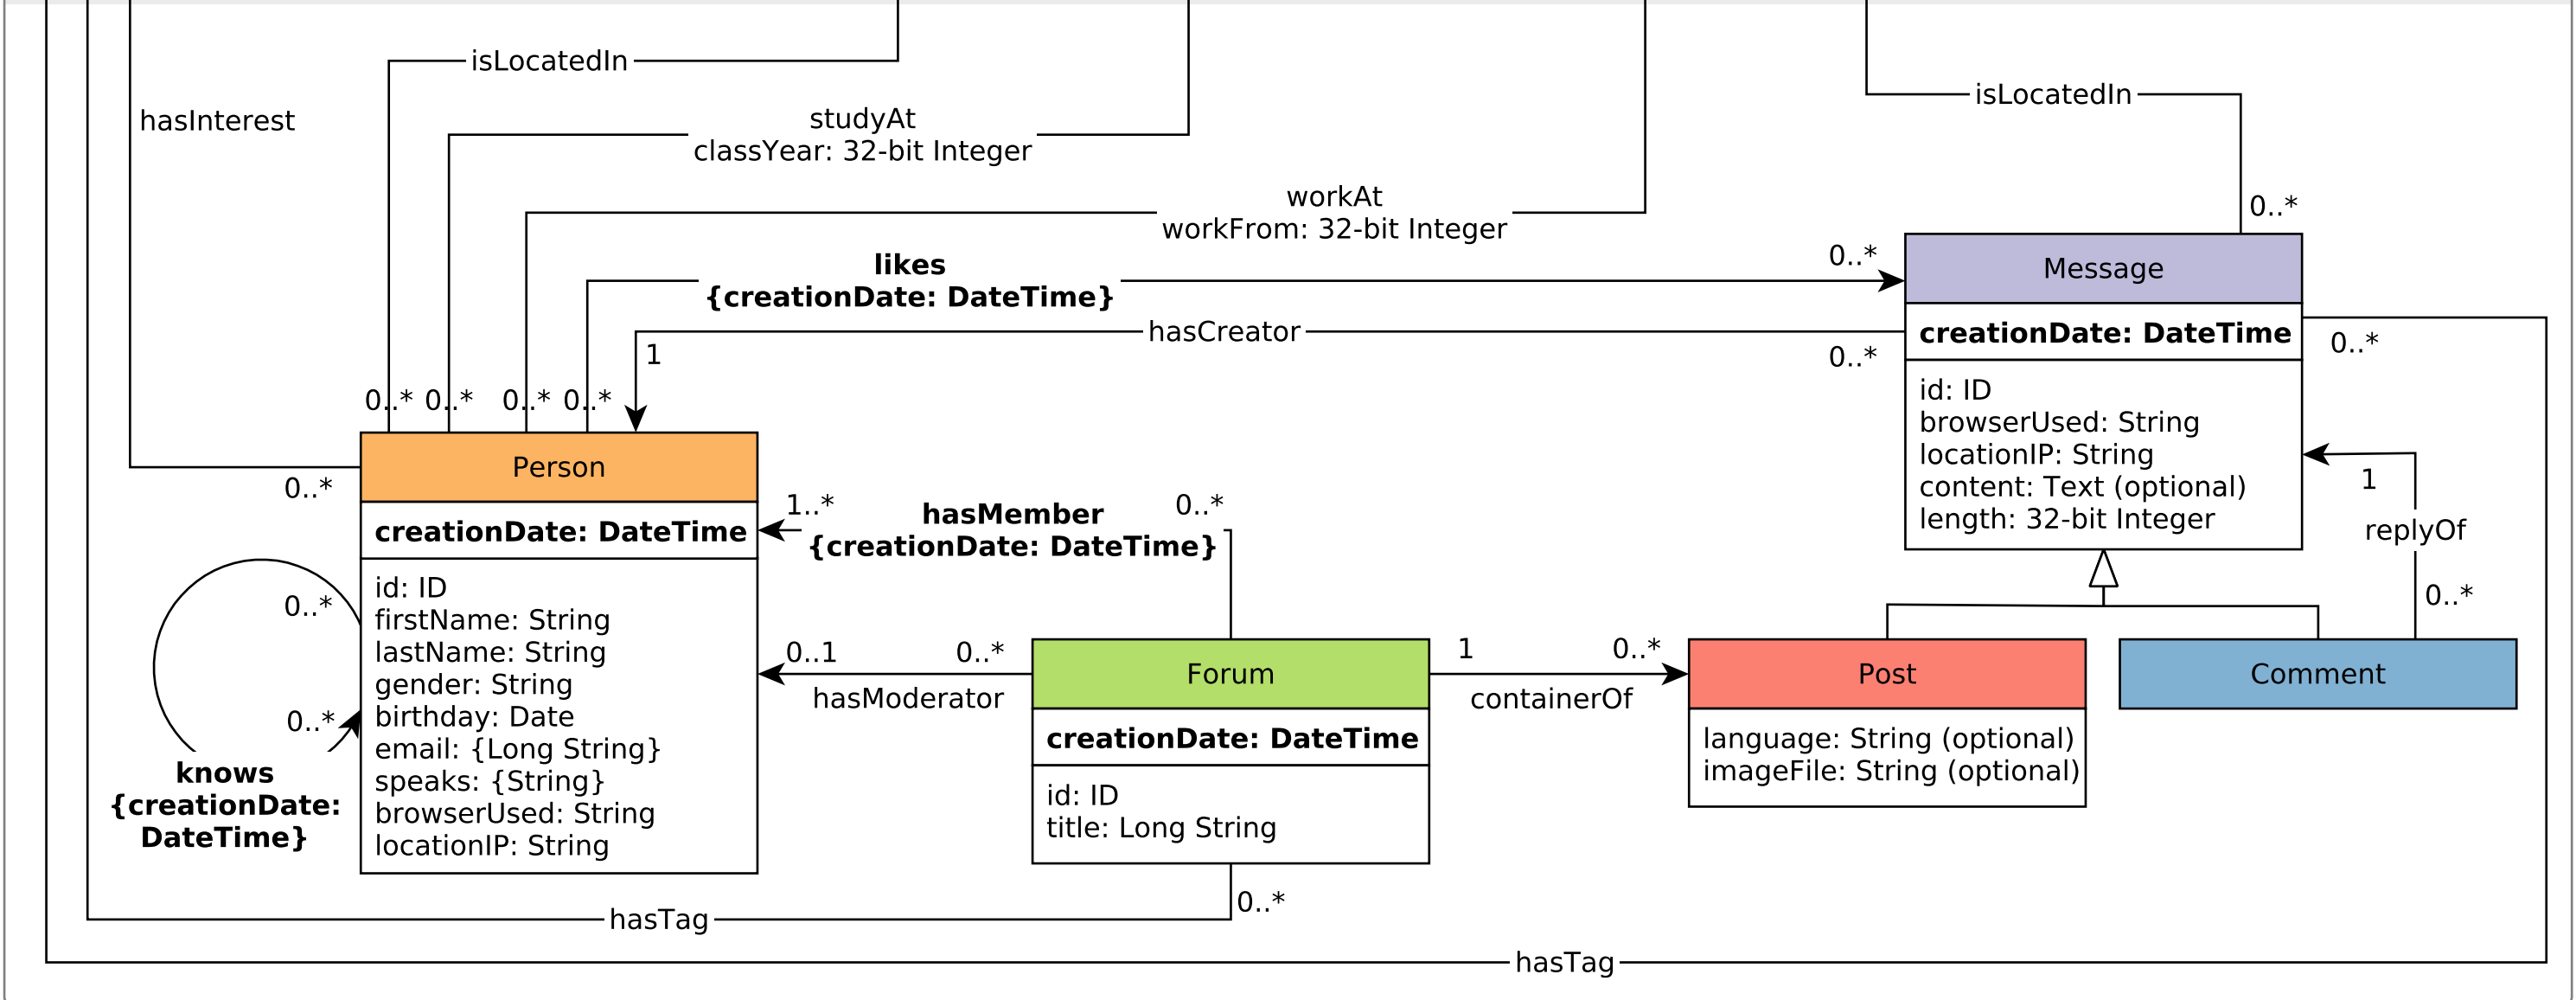 isLocatedIn
isLocatedIn
hasInterest
studyAt
classYear: 32-bit Integer
workAt
workFrom: 32-bit Integer
0..*
likes
{creationDate: DateTime}
0..*
Message
hasCreator
1
0..*
creationDate: DateTime
0..*
id: ID
browserUsed: String
locationIP: String
content: Text (optional)
length: 32-bit Integer
1
replyOf
0..*
0..*
0..*
0..*
0..*
Person
0..*
creationDate: DateTime
id: ID
firstName: String
lastName: String
gender: String
birthday: Date
email: {Long String}
speaks: {String}
browserUsed: String
locationIP: String
0..*
0..*
knows
{creationDate:
DateTime}
1..*
hasMember
{creationDate: DateTime}
0..*
0..1
0..*
hasModerator
Forum
creationDate: DateTime
id: ID
title: Long String
1
0..*
containerOf
Post
language: String (optional)
imageFile: String (optional)
Comment
0..*
hasTag
hasTag